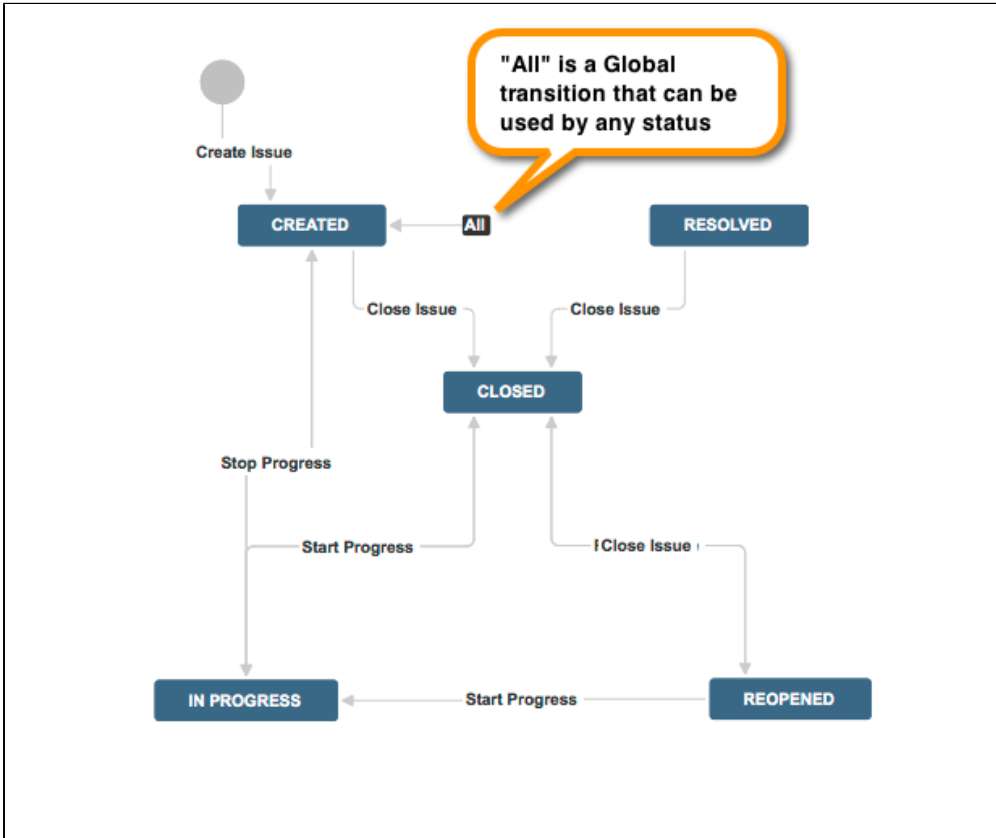 "All" is a Global
transition that can be
used by any status
Create Issue
CREATED
All
RESOLVED
Close Issue
Close Issue
CLOSED
Stop Progress
Start Progress
Close Issue
IN PROGRESS
Start Progress
REOPENED